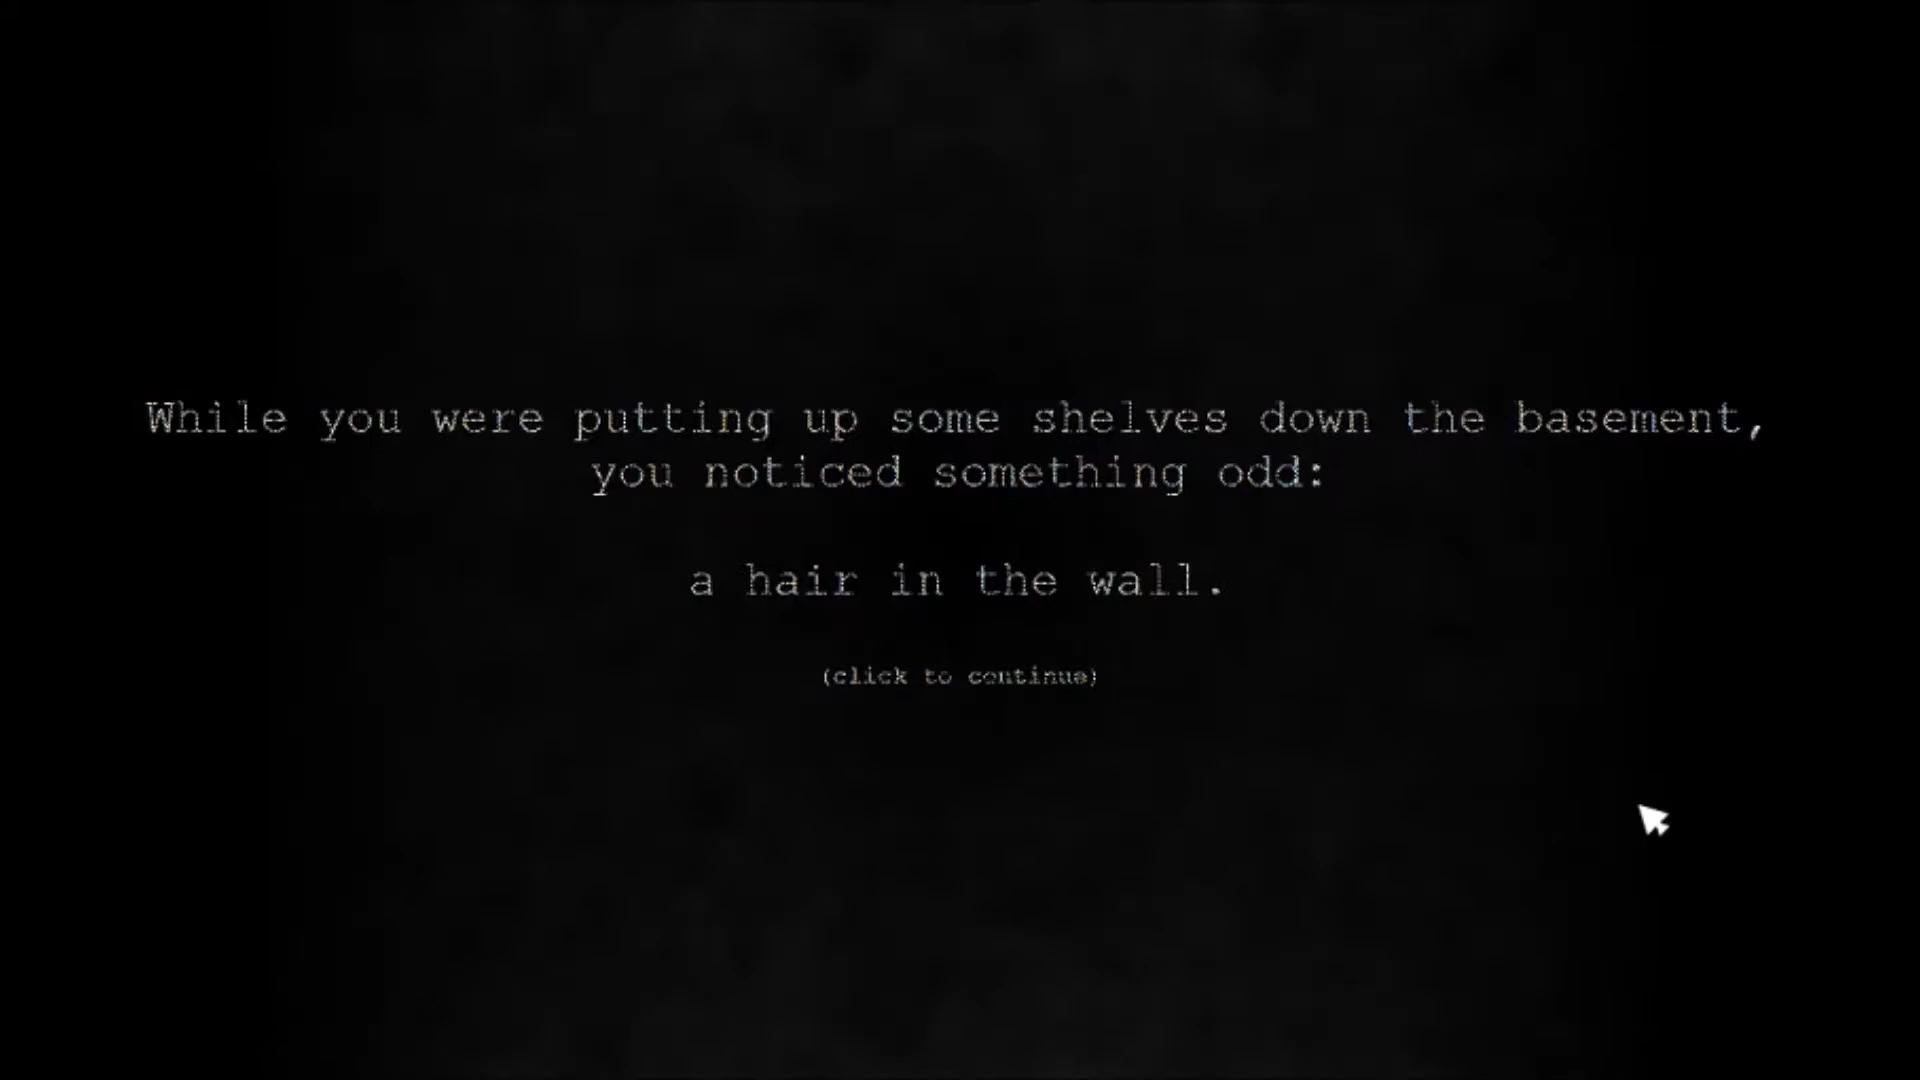 While you were putting up some shelves down the basement,
you noticed something odd:
a hair in the wall.
(click to continue)